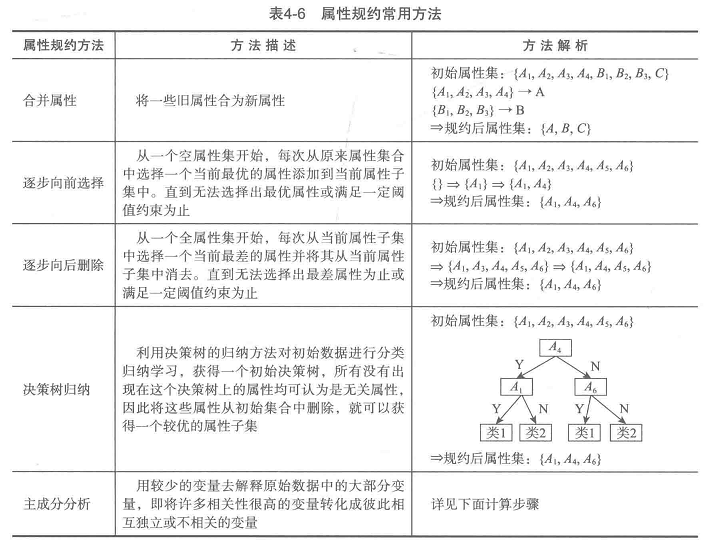 表4-6 属性规约常用方法
属性规约方法 方法描述 方法解析
合并属性 将一些旧属性合为新属性
初始属性集：{A₁, A₂, A₃, A₄, B₁, B₂, B₃, C}
{A₁, A₂, A₃, A₄} → A
{B₁, B₂, B₃} → B
⇒规约后属性集：{A, B, C}
逐步向前选择
从一个空属性集开始，每次从原来属性集合
中选择一个当前最优的属性添加到当前属性子
集中。直到无法选择出最优属性或满足一定阈
值约束为止
初始属性集：{A₁, A₂, A₃, A₄, A₅, A₆}
{} ⇒ {A₁} ⇒ {A₁, A₄}
⇒规约后属性集：{A₁, A₄, A₆}
逐步向后删除
从一个全属性集开始，每次从当前属性子集
中选择一个当前最差的属性并将其从当前属性
子集中消去。直到无法选择出最差属性为止或
满足一定阈值约束为止
初始属性集：{A₁, A₂, A₃, A₄, A₅, A₆}
⇒ {A₁, A₃, A₄, A₅, A₆} ⇒ {A₁, A₄, A₅, A₆}
⇒规约后属性集：{A₁, A₄, A₆}
决策树归纳
利用决策树的归纳方法对初始数据进行分类
归纳学习，获得一个初始决策树，所有没有出
现在这个决策树上的属性均可认为是无关属性，
因此将这些属性从初始集合中删除，就可以获
得一个较优的属性子集
初始属性集：{A₁, A₂, A₃, A₄, A₅, A₆}
A₄
Y N
A₁ A₆
Y N Y N
类1 类2 类1 类2
⇒规约后属性集：{A₁, A₄, A₆}
主成分分析
用较少的变量去解释原始数据中的大部分变
量，即将许多相关性很高的变量转化成彼此相
互独立或不相关的变量
详见下面计算步骤